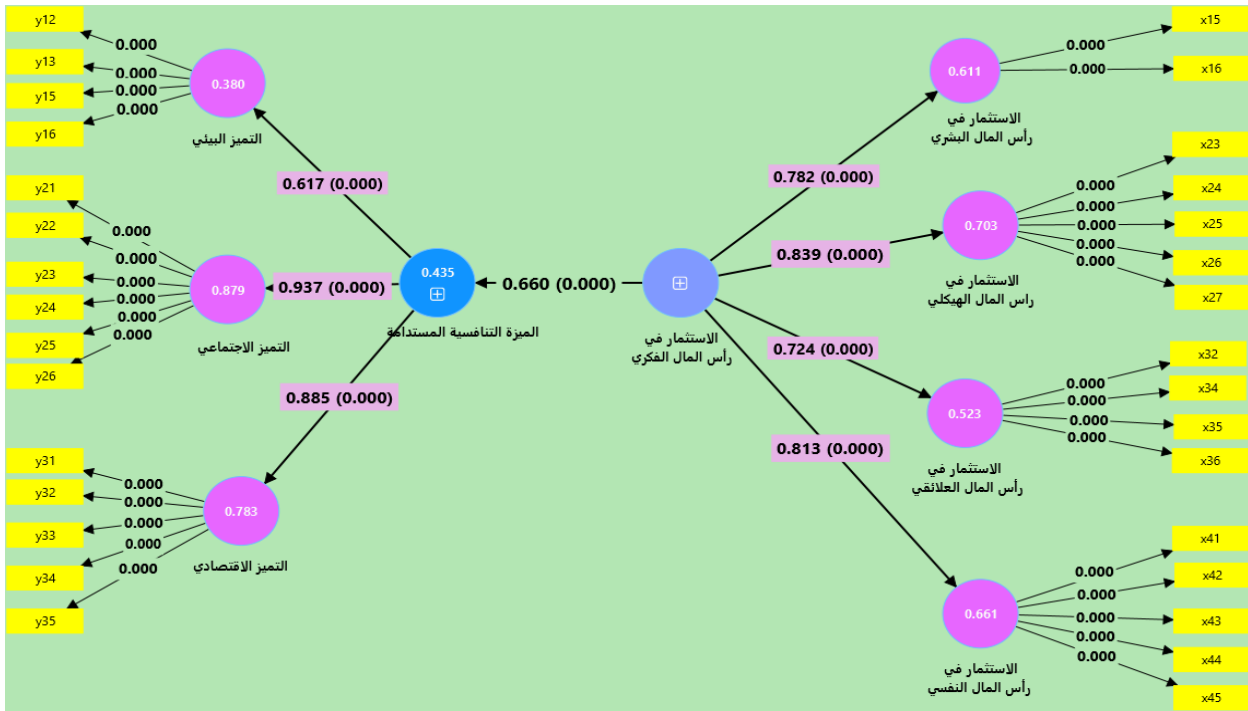 y12
y13
y15
y16
0.000
0.000
0.000
0.000
0.380
التميز البيئي
0.617 (0.000)
y21
y22
y23
y24
y25
y26
0.000
0.000
0.000
0.000
0.000
0.000
0.879
التميز الاجتماعي
0.937 (0.000)
y31
y32
y33
y34
y35
0.000
0.000
0.000
0.000
0.000
0.783
التميز الاقتصادي
0.885 (0.000)
0.435
الميزة التنافسية المستدامة
0.660 (0.000)
الاستثمار في
رأس المال الفكري
0.782 (0.000)
0.611
الاستثمار في
رأس المال البشري
0.000
0.000
x15
x16
0.839 (0.000)
0.703
الاستثمار في
راس المال الهيكلي
0.000
0.000
0.000
0.000
0.000
x23
x24
x25
x26
x27
0.724 (0.000)
0.523
الاستثمار في
رأس المال العلائقي
0.000
0.000
0.000
0.000
x32
x34
x35
x36
0.813 (0.000)
0.661
الاستثمار في
رأس المال النفسي
0.000
0.000
0.000
0.000
0.000
x41
x42
x43
x44
x45